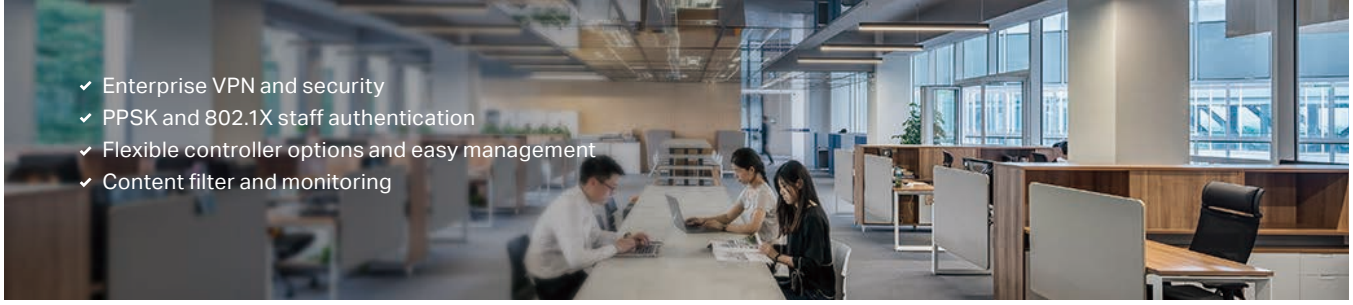 Enterprise VPN and security
PPSK and 802.1X staff authentication
Flexible controller options and easy management
Content filter and monitoring